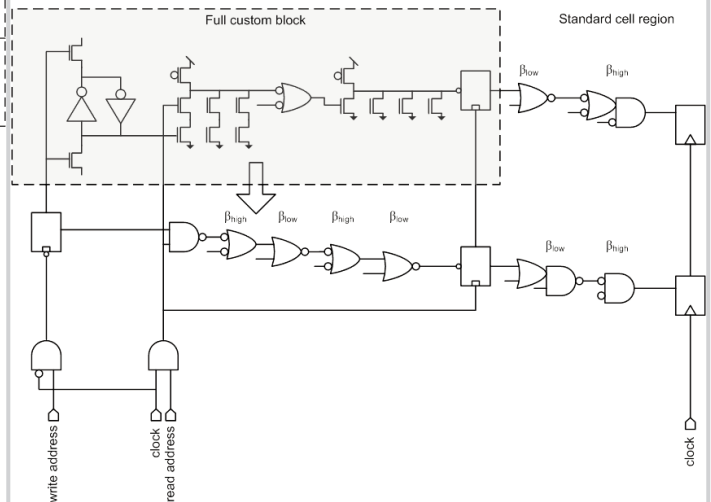 Full custom block
Standard cell region
βlow
βhigh
βhigh
βlow
βhigh
βlow
βlow
βhigh
write address
clock
read address
clock